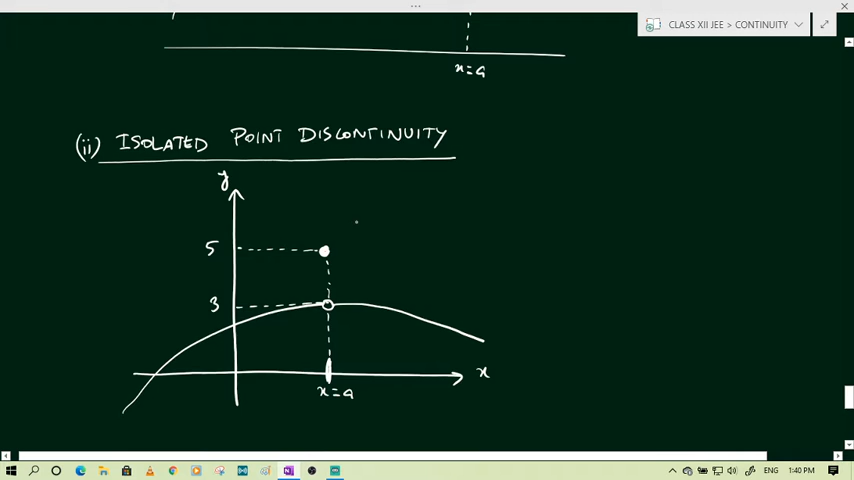 CLASS XII JEE > CONTINUITY
x=a
(ii) ISOLATED POINT DISCONTINUITY
y
5
3
x
x=a
ENG 1:40 PM